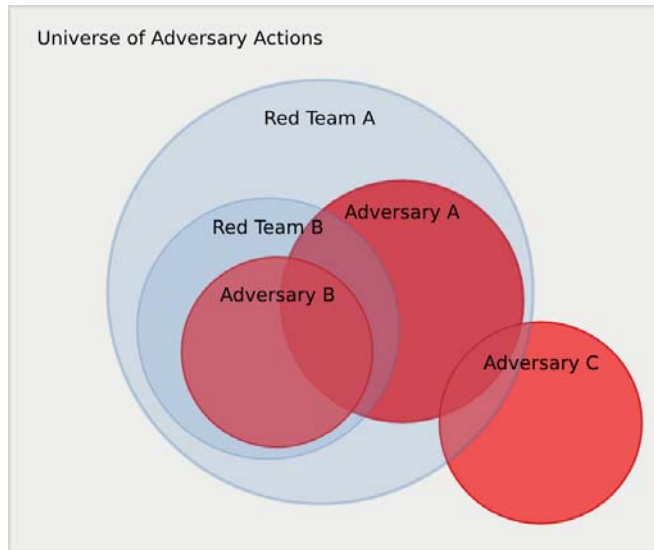 Universe of Adversary Actions
Red Team A
Adversary A
Red Team B
Adversary B
Adversary C